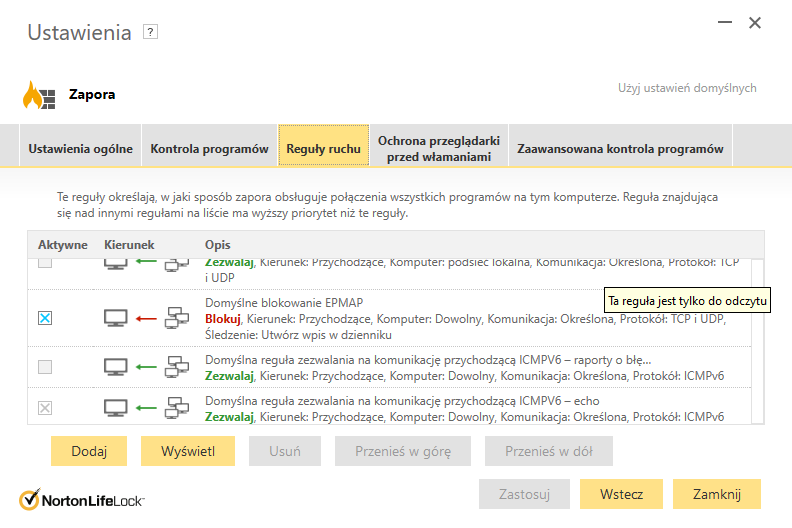 Ustawienia ?
Zapora
Użyj ustawień domyślnych
Ustawienia ogólne
Kontrola programów
Reguły ruchu
Ochrona przeglądarki
przed włamaniami
Zaawansowana kontrola programów
Te reguły określają, w jaki sposób zapora obsługuje połączenia wszystkich programów na tym komputerze. Reguła znajdująca
się nad innymi regułami na liście ma wyższy priorytet niż te reguły.
Aktywne Kierunek Opis
Zezwalaj, Kierunek: Przychodzące, Komputer: podsieć lokalna, Komunikacja: Określona, Protokół: TCP
i UDP
Ta reguła jest tylko do odczytu
Domyślne blokowanie EPMAP
Blokuj, Kierunek: Przychodzące, Komputer: Dowolny, Komunikacja: Określona, Protokół: TCP i UDP,
Śledzenie: Utwórz wpis w dzienniku
Domyślna reguła zezwalania na komunikację przychodzącą ICMPV6 – raporty o błę...
Zezwalaj, Kierunek: Przychodzące, Komputer: Dowolny, Komunikacja: Określona, Protokół: ICMPv6
Domyślna reguła zezwalania na komunikację przychodzącą ICMPV6 – echo
Zezwalaj, Kierunek: Przychodzące, Komputer: Dowolny, Komunikacja: Określona, Protokół: ICMPv6
Dodaj
Wyświetl
Usuń
Przenieś w górę
Przenieś w dół
NortonLifeLock
Zastosuj
Wstecz
Zamknij